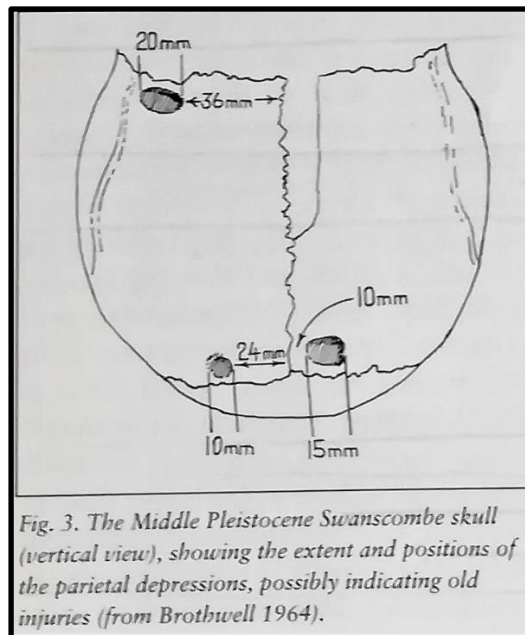 20mm
36mm
10mm
24mm
10mm
15mm
Fig. 3. The Middle Pleistocene Swanscombe skull
(vertical view), showing the extent and positions of
the parietal depressions, possibly indicating old
injuries (from Brothwell 1964).